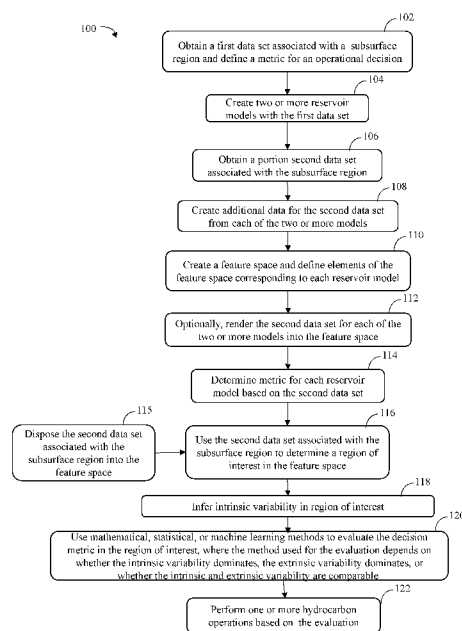 100
102
Obtain a first data set associated with a subsurface
region and define a metric for an operational decision
104
Create two or more reservoir
models with the first data set
106
Obtain a portion second data set
associated with the subsurface region
108
Create additional data for the second data set
from each of the two or more models
110
Create a feature space and define elements of the
feature space corresponding to each reservoir model
112
Optionally, render the second data set for each of the
two or more models into the feature space
114
Determine metric for each reservoir
model based on the second data set
115
Dispose the second data set
associated with the
subsurface region into the
feature space
116
Use the second data set associated with the
subsurface region to determine a region of
interest in the feature space
118
Infer intrinsic variability in region of interest
120
Use mathematical, statistical, or machine learning methods to evaluate the decision
metric in the region of interest, where the method used for the evaluation depends on
whether the intrinsic variability dominates, the extrinsic variability dominates, or
whether the intrinsic and extrinsic variability are comparable
122
Perform one or more hydrocarbon
operations based on the evaluation